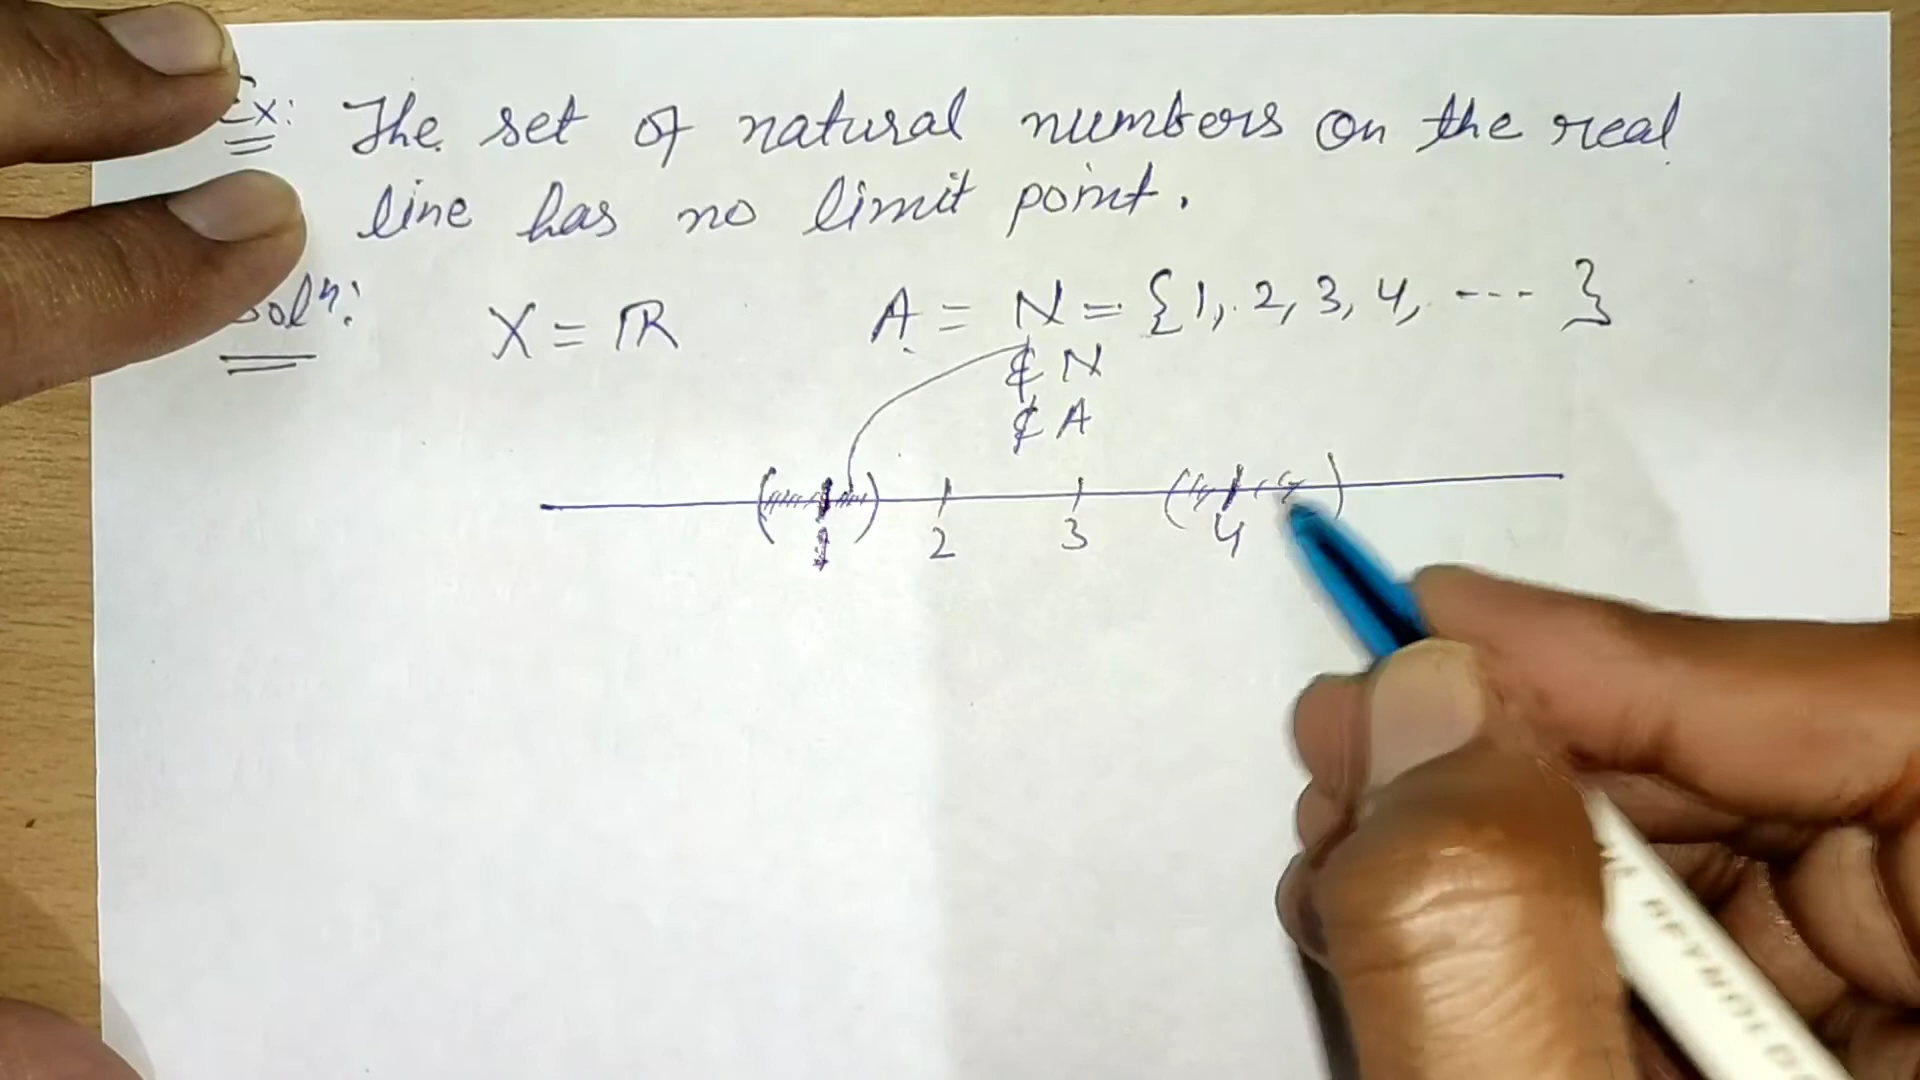 Ex: The set of natural numbers on the real
line has no limit point.
Solⁿ: X = ℝ A = N = {1, 2, 3, 4, --- }
∉ N
∉ A
1 2 3 4
REYNOLD